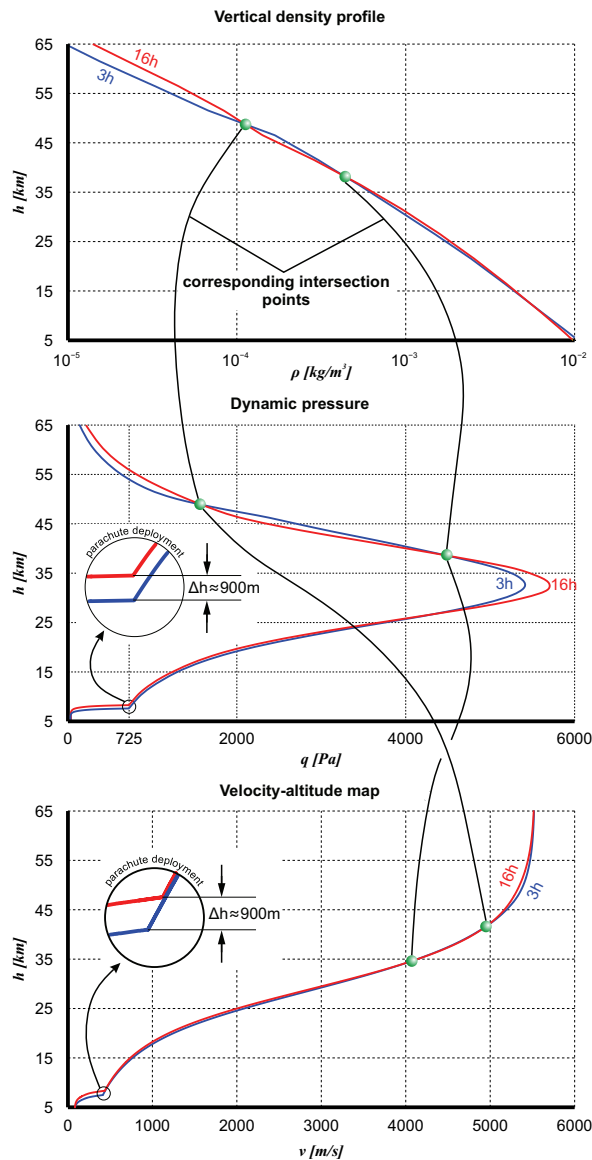 Vertical density profile
65
55
45
35
25
15
5
h [km]
16h
3h
corresponding intersection
points
10⁻⁵
10⁻⁴
10⁻³
10⁻²
ρ [kg/m³]
Dynamic pressure
65
55
45
35
25
15
5
h [km]
parachute deployment
Δh≈900m
3h
16h
0
725
2000
4000
6000
q [Pa]
Velocity-altitude map
65
55
45
35
25
15
5
h [km]
parachute deployment
Δh≈900m
16h
3h
0
1000
2000
3000
4000
5000
6000
v [m/s]